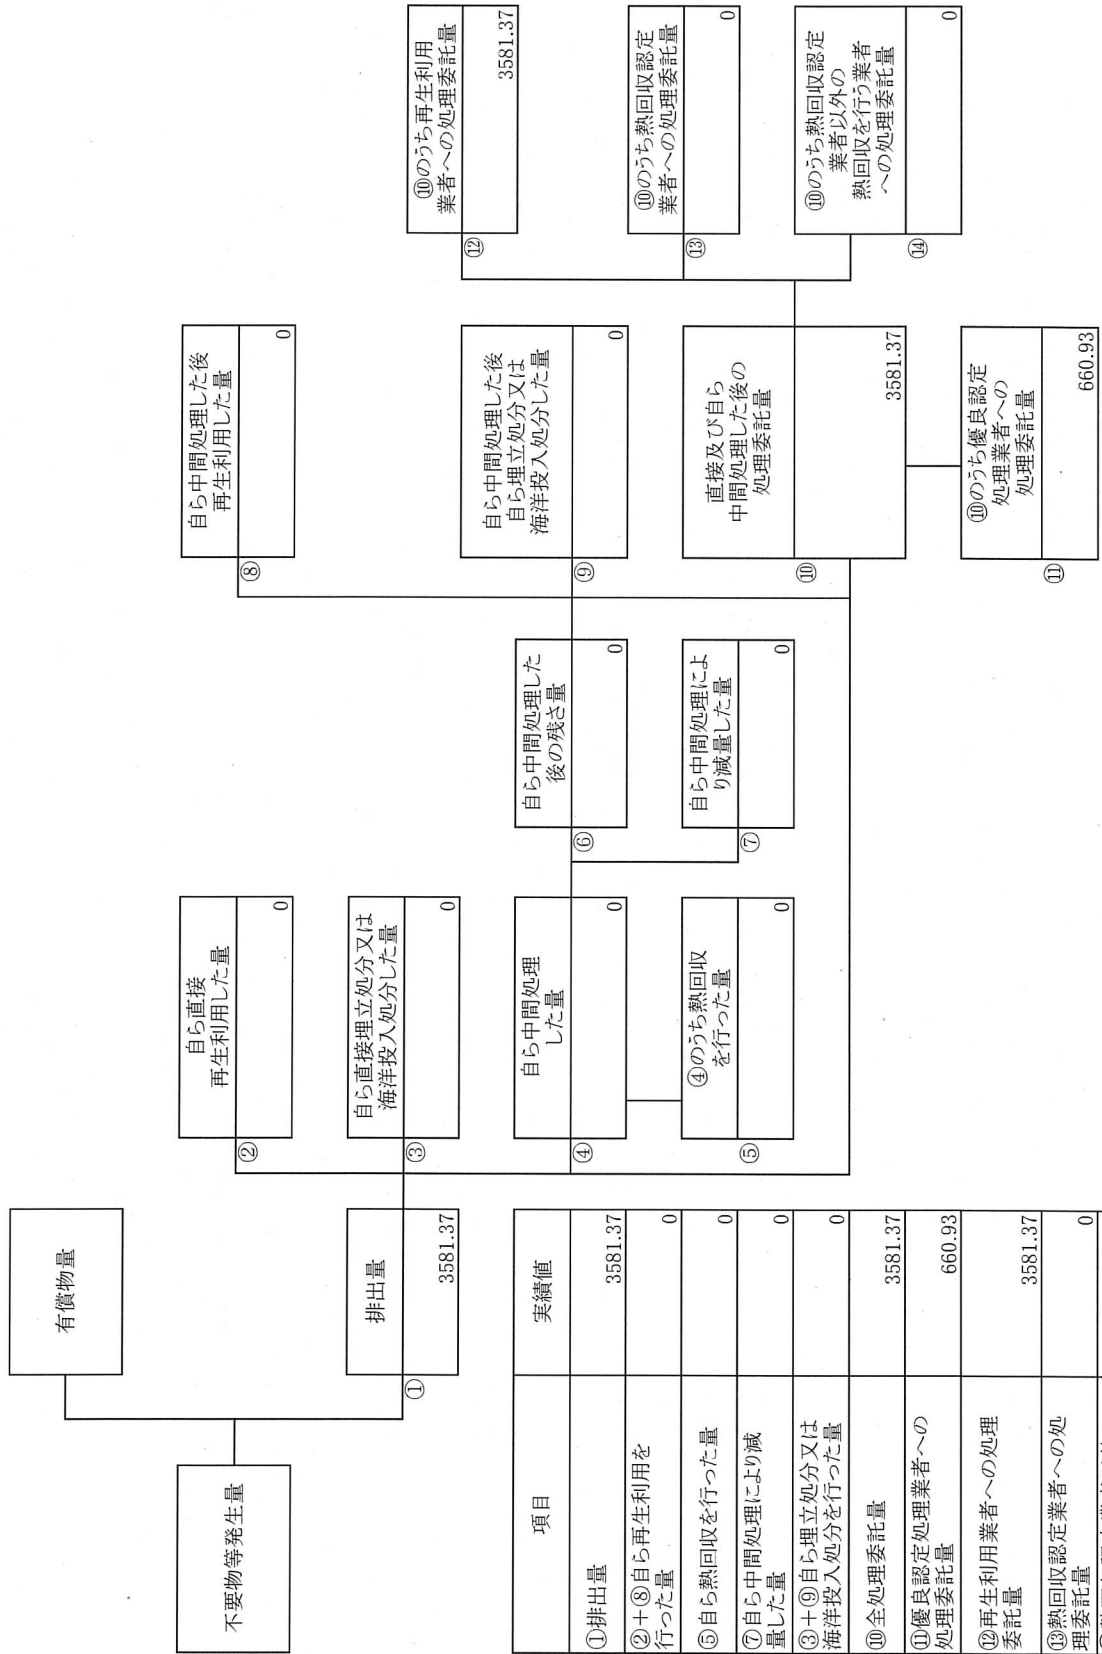 不要物等発生量
有償物量
①
排出量
3581.37
②
自ら直接
再生利用した量
0
③
自ら直接埋立処分又は
海洋投入処分した量
0
④
自ら中間処理
した量
0
⑤
④のうち熱回収
を行った量
0
⑥
自ら中間処理した
後の残さ量
0
⑦
自ら中間処理によ
り減量した量
0
⑧
自ら中間処理した後
再生利用した量
0
⑨
自ら中間処理した後
自ら埋立処分又は
海洋投入処分した量
0
⑩
直接及び自ら
中間処理した後の
処理委託量
3581.37
⑪
⑩のうち優良認定
処理業者への
処理委託量
660.93
⑫
⑩のうち再生利用
業者への処理委託量
3581.37
⑬
⑩のうち熱回収認定
業者への処理委託量
0
⑭
⑩のうち熱回収認定
業者以外の
熱回収を行う業者
への処理委託量
0
項目 実績値
①排出量 3581.37
②+⑧自ら再生利用を
行った量 0
⑤自ら熱回収を行った量 0
⑦自ら中間処理により減
量した量 0
③+⑨自ら埋立処分又は
海洋投入処分を行った量 0
⑩全処理委託量 3581.37
⑪優良認定処理業者への
処理委託量 660.93
⑫再生利用業者への処理
委託量 3581.37
⑬熱回収認定業者への処
理委託量 0